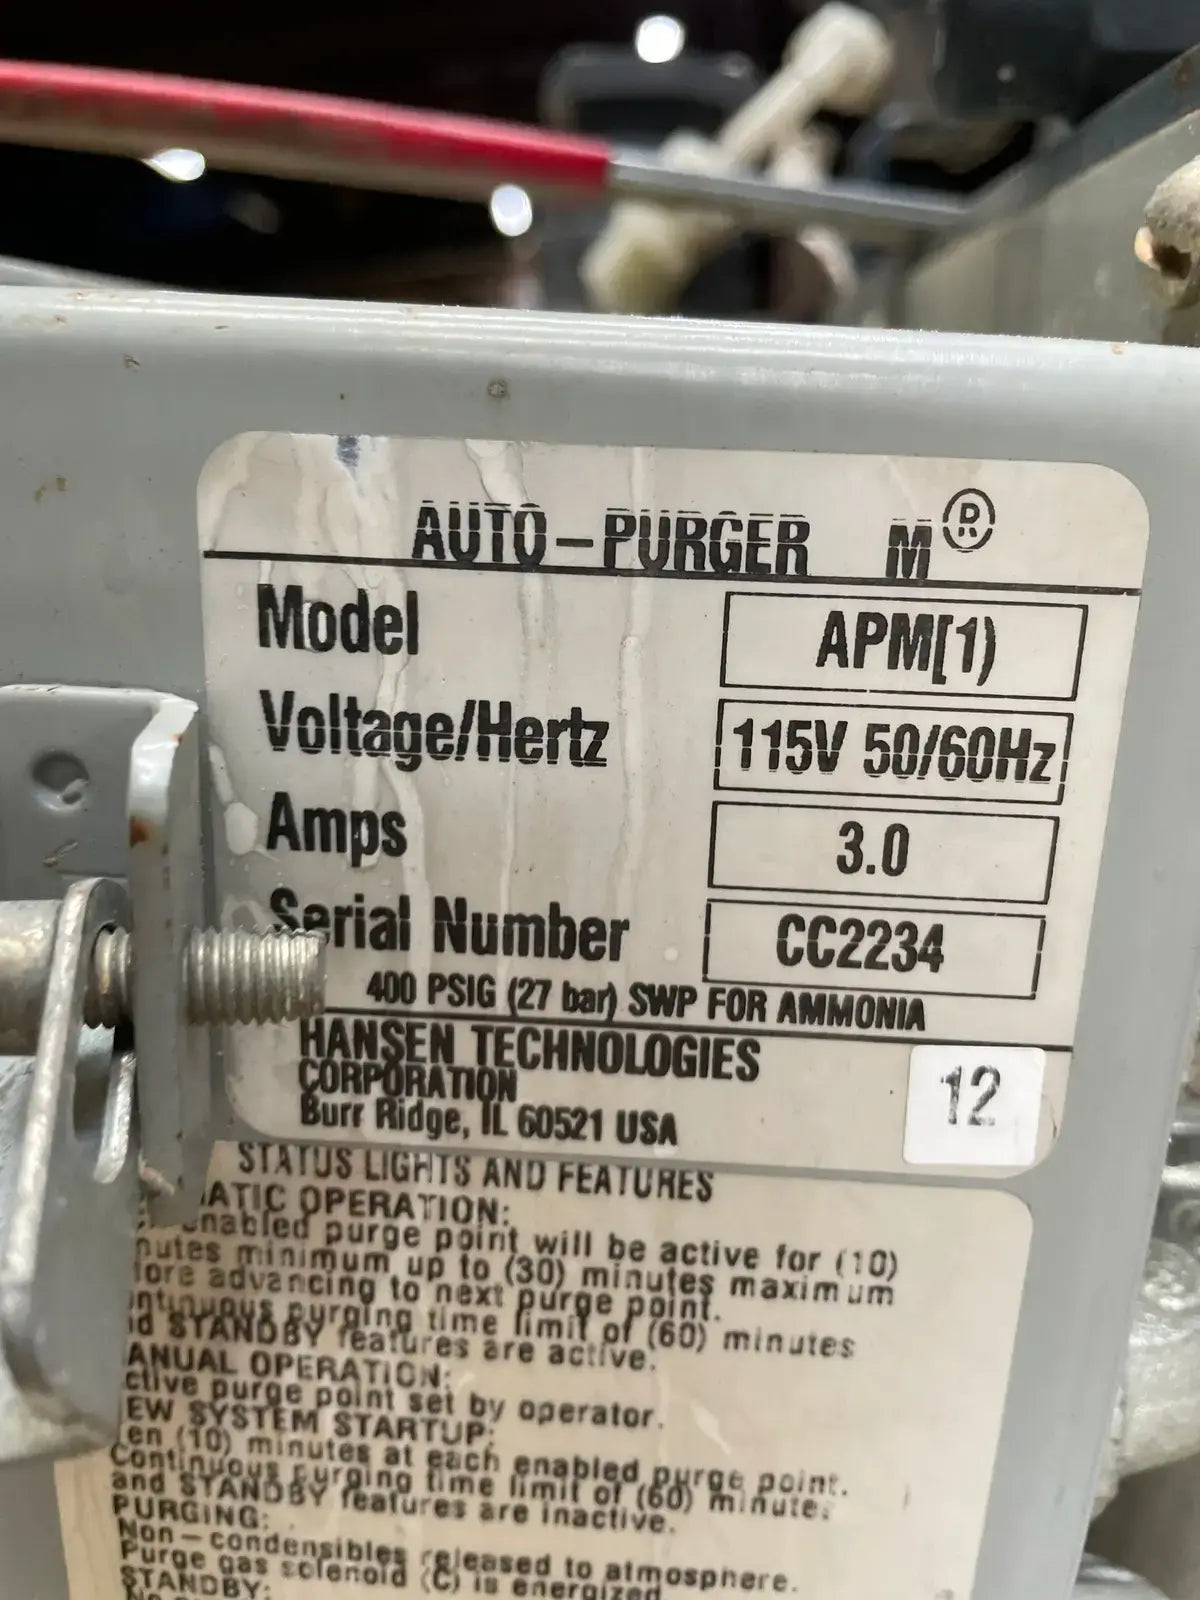 AUTO-PURGER M®
Model APM[1)
Voltage/Hertz 115V 50/60Hz
Amps 3.0
Serial Number CC2234
400 PSIG (27 bar) SWP FOR AMMONIA
HANSEN TECHNOLOGIES
CORPORATION
Burr Ridge, IL 60521 USA
12
STATUS LIGHTS AND FEATURES
OPERATION:
enabled purge point will be active for (10)
minimum up to (30) minutes maximum
advancing to next purge point.
purging time limit of (60) minutes
STANDBY features are active.
OPERATION:
purge point set by operator.
SYSTEM STARTUP:
(10) minutes at each enabled purge point.
Continuous purging time limit of (60) minute
and STANDBY features are inactive.
PURGING:
Non-condensibles released to atmosphere.
Purge gas solenoid (C) is energized
STANDBY: